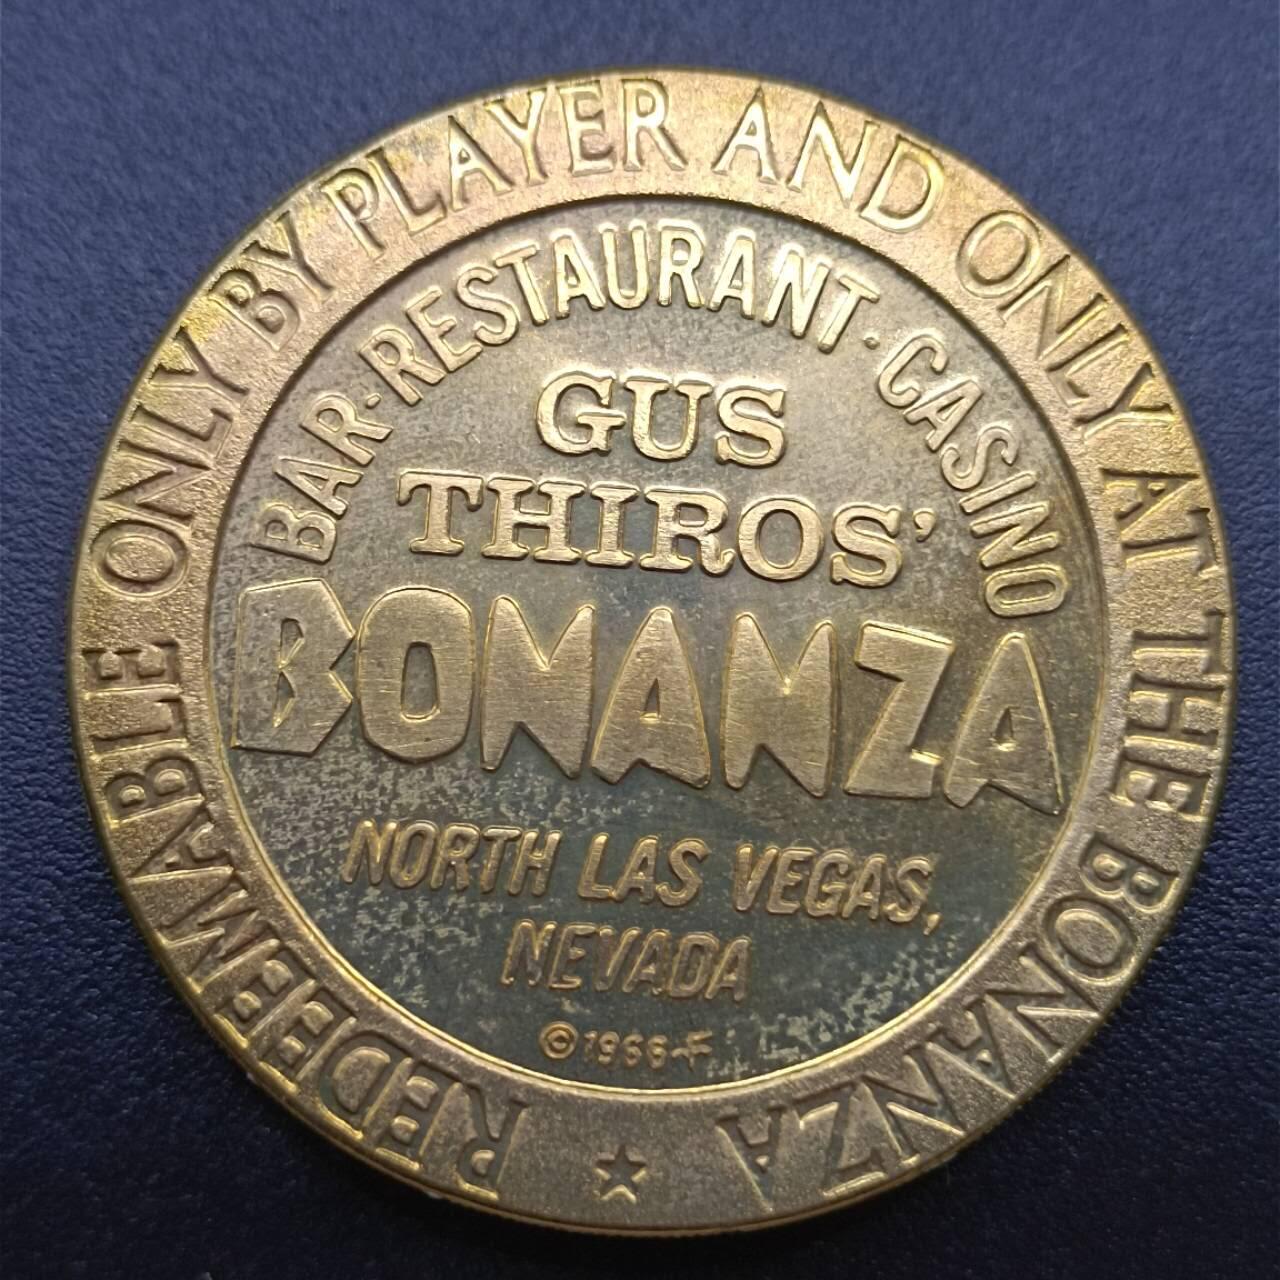 REDEEMABLE ONLY BY PLAYER AND ONLY AT THE BONANZA
BAR·RESTAURANT·CASINO
GUS
THIROS'
BONANZA
NORTH LAS VEGAS,
NEVADA
©1966-F